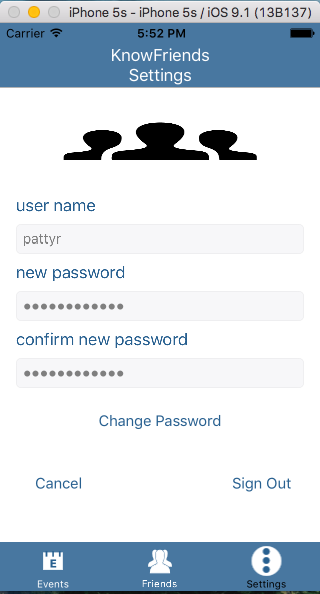 iPhone 5s - iPhone 5s / iOS 9.1 (13B137)
Carrier 5:52 PM
KnowFriends
Settings
user name
pattyr
new password
●●●●●●●●●●●●
confirm new password
●●●●●●●●●●●●
Change Password
Cancel Sign Out
E
Events Friends Settings